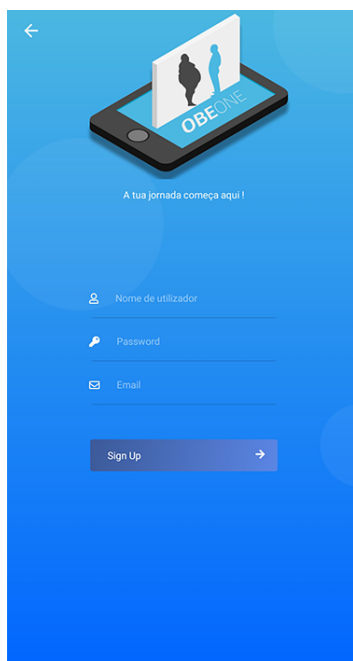 OBEONE
A tua jornada começa aqui !
Nome de utilizador
Password
Email
Sign Up